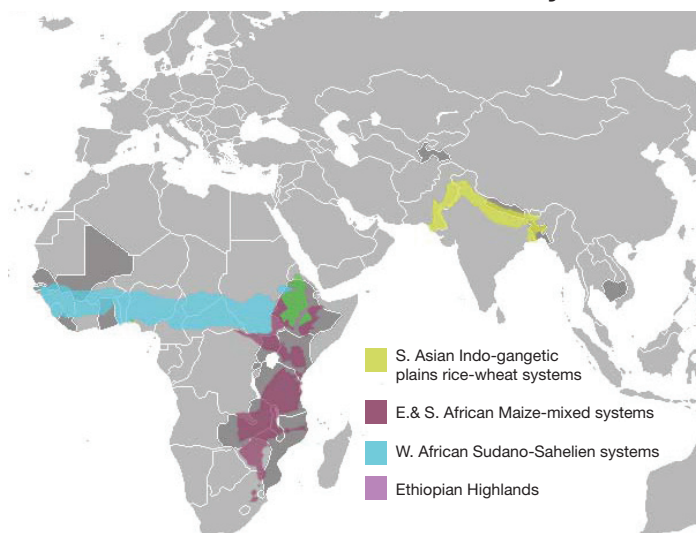 S. Asian Indo-gangetic
plains rice-wheat systems
E.& S. African Maize-mixed systems
W. African Sudano-Sahelien systems
Ethiopian Highlands